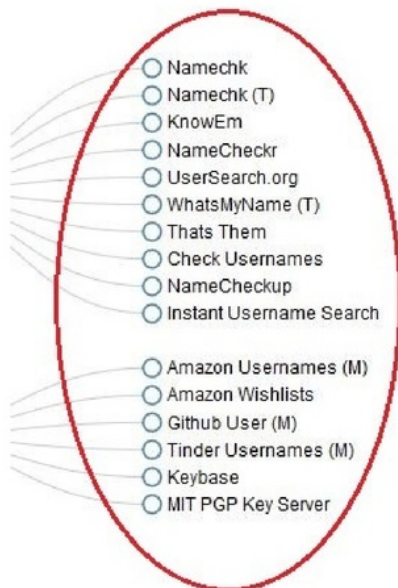 Namechk
Namechk (T)
KnowEm
NameCheckr
UserSearch.org
WhatsMyName (T)
Thats Them
Check Usernames
NameCheckup
Instant Username Search
Amazon Usernames (M)
Amazon Wishlists
Github User (M)
Tinder Usernames (M)
Keybase
MIT PGP Key Server